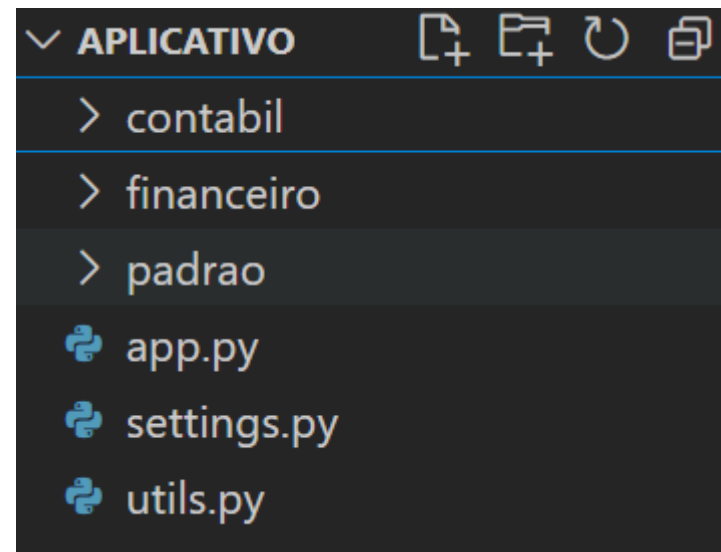 APLICATIVO
contabil
financeiro
padrao
app.py
settings.py
utils.py